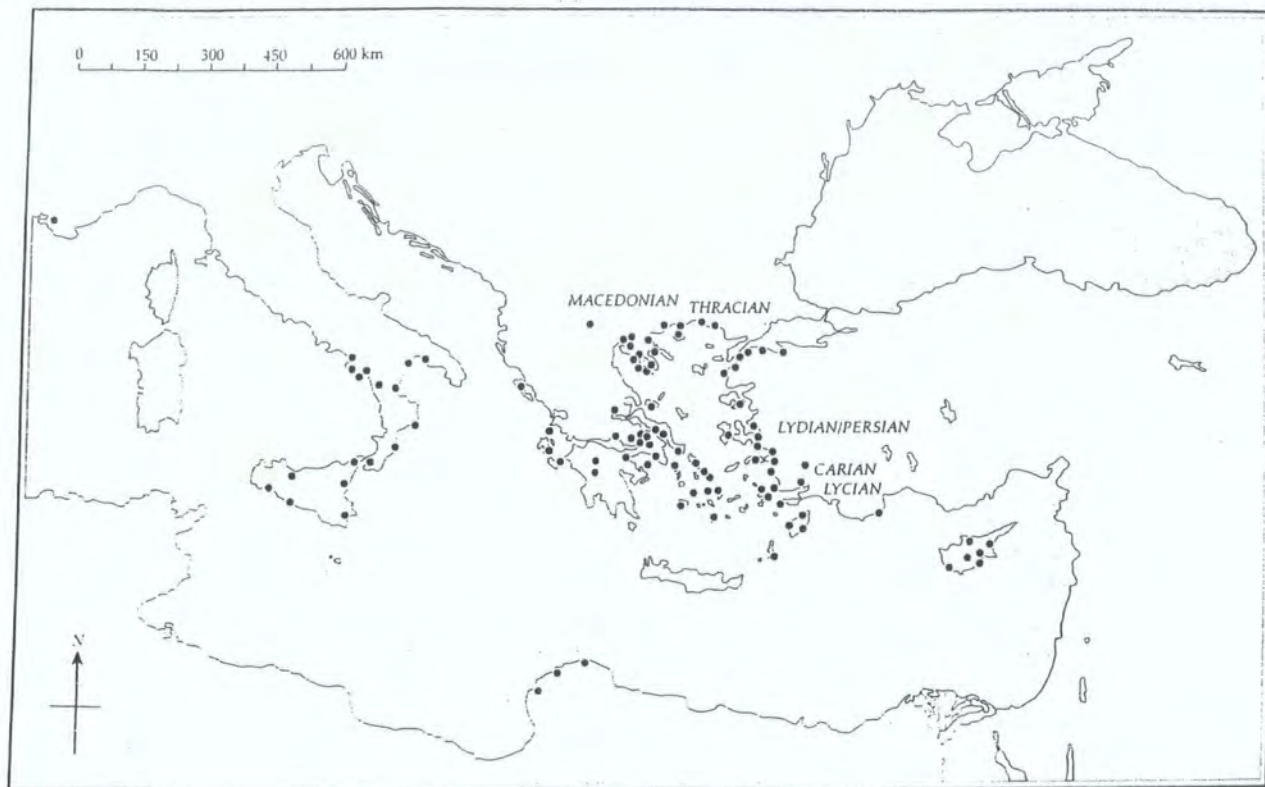 0 150 300 450 600 km
MACEDONIAN THRACIAN
LYDIAN/PERSIAN
CARIAN
LYCIAN
N